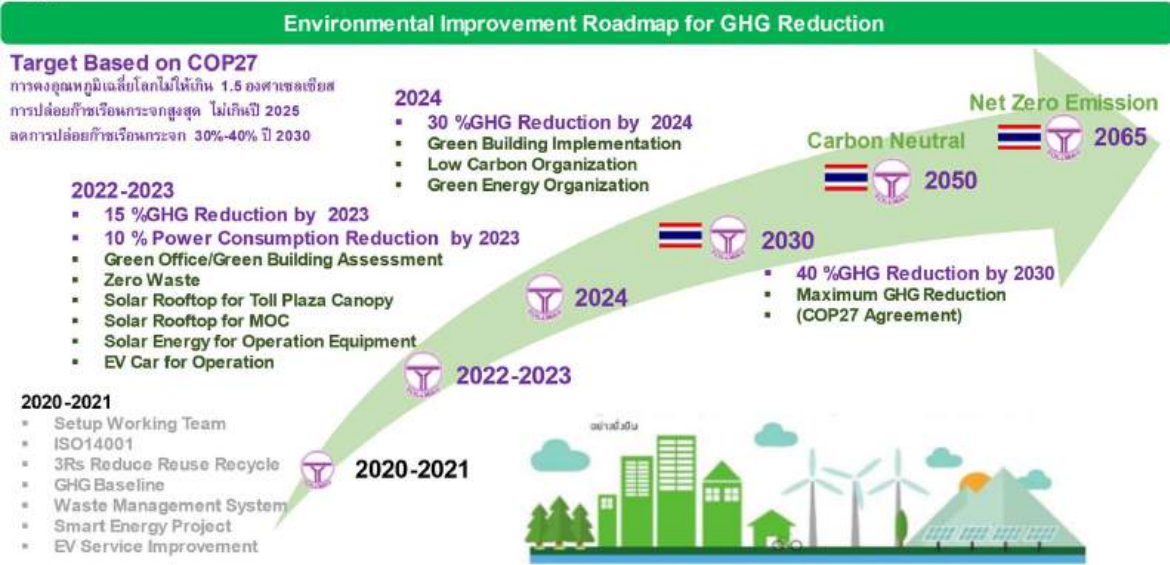 Environmental Improvement Roadmap for GHG Reduction
Target Based on COP27
การคงอุณหภูมิเฉลี่ยโลกไม่ให้เกิน 1.5 องศาเซลเซียส
การปล่อยก๊าซเรือนกระจกสูงสุด ไม่เกินปี 2025
ลดการปล่อยก๊าซเรือนกระจก 30%-40% ปี 2030
2024
▪ 30 %GHG Reduction by 2024
▪ Green Building Implementation
▪ Low Carbon Organization
▪ Green Energy Organization
Net Zero Emission
2065
Carbon Neutral
2050
2022-2023
▪ 15 %GHG Reduction by 2023
▪ 10 % Power Consumption Reduction by 2023
▪ Green Office/Green Building Assessment
▪ Zero Waste
▪ Solar Rooftop for Toll Plaza Canopy
▪ Solar Rooftop for MOC
▪ Solar Energy for Operation Equipment
▪ EV Car for Operation
2030
▪ 40 %GHG Reduction by 2030
▪ Maximum GHG Reduction
▪ (COP27 Agreement)
2024
2022-2023
2020-2021
▪ Setup Working Team
▪ ISO14001
▪ 3Rs Reduce Reuse Recycle
▪ GHG Baseline
▪ Waste Management System
▪ Smart Energy Project
▪ EV Service Improvement
2020-2021
อย่างยั่งยืน